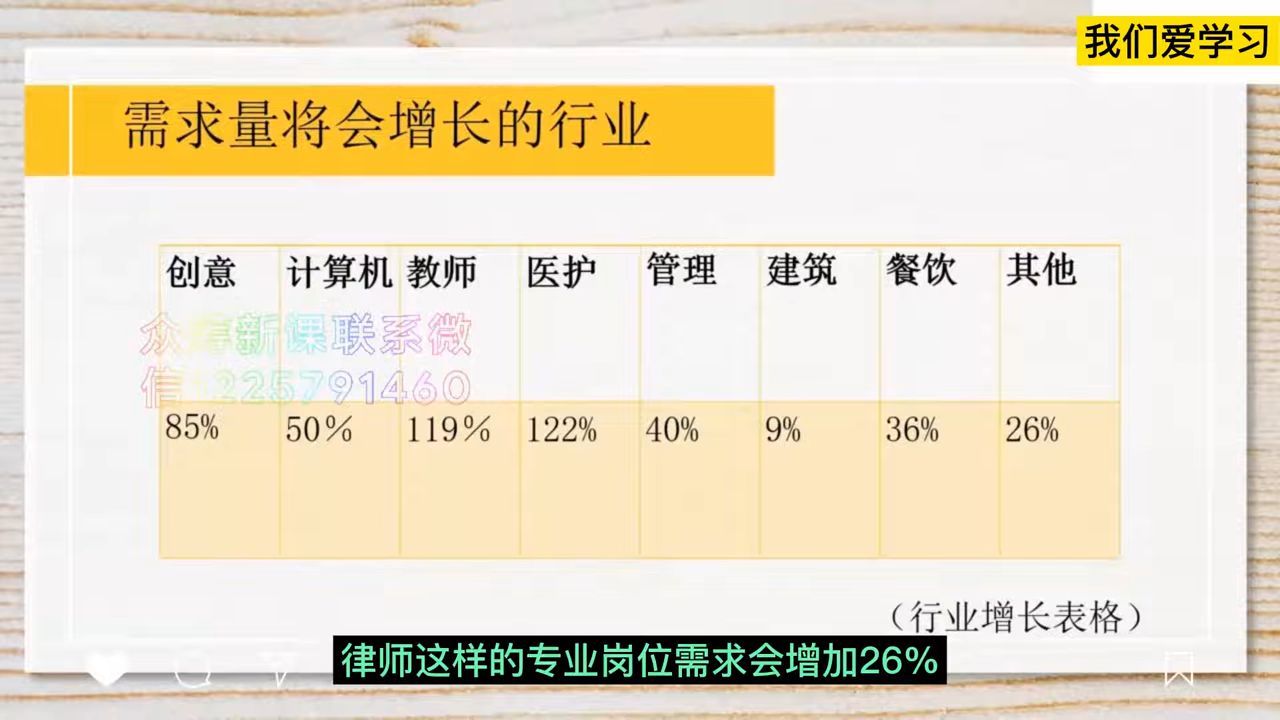 我们爱学习
需求量将会增长的行业
创意 计算机 教师 医护 管理 建筑 餐饮 其他
众筹新课联系微
信1225791460
85% 50% 119% 122% 40% 9% 36% 26%
（行业增长表格）
律师这样的专业岗位需求会增加26%